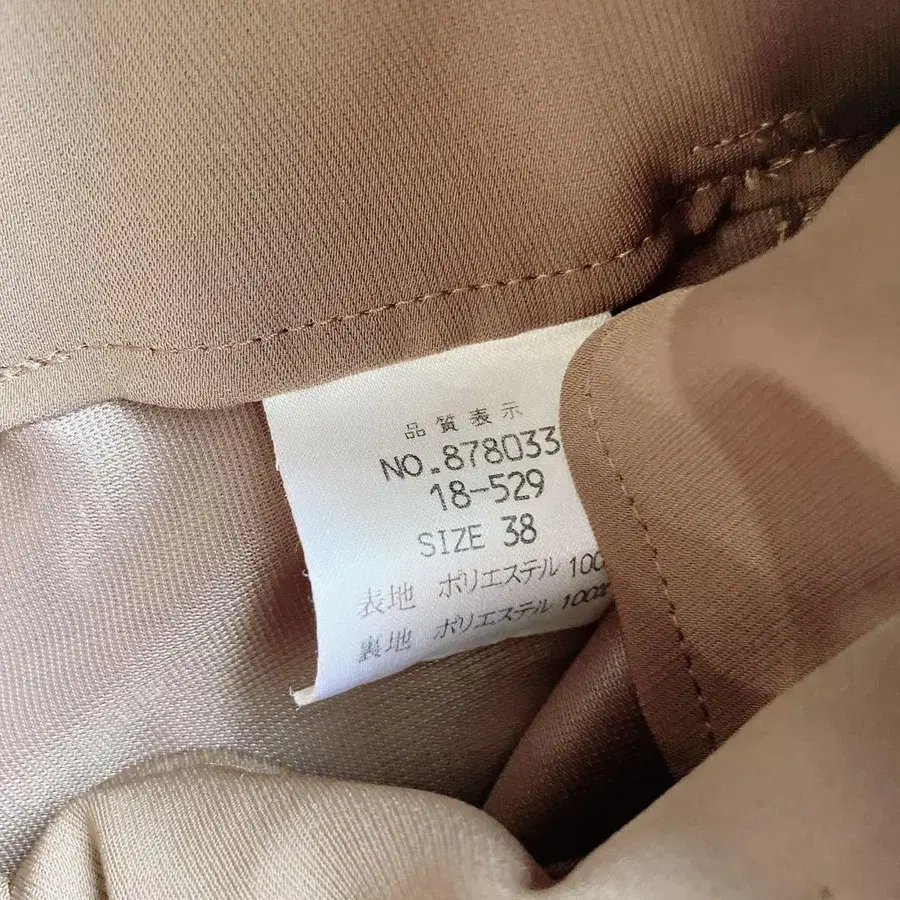 品質表示
NO.878033
18-529
SIZE 38
表地 ポリエステル 100
裏地 ポリエステル 100%